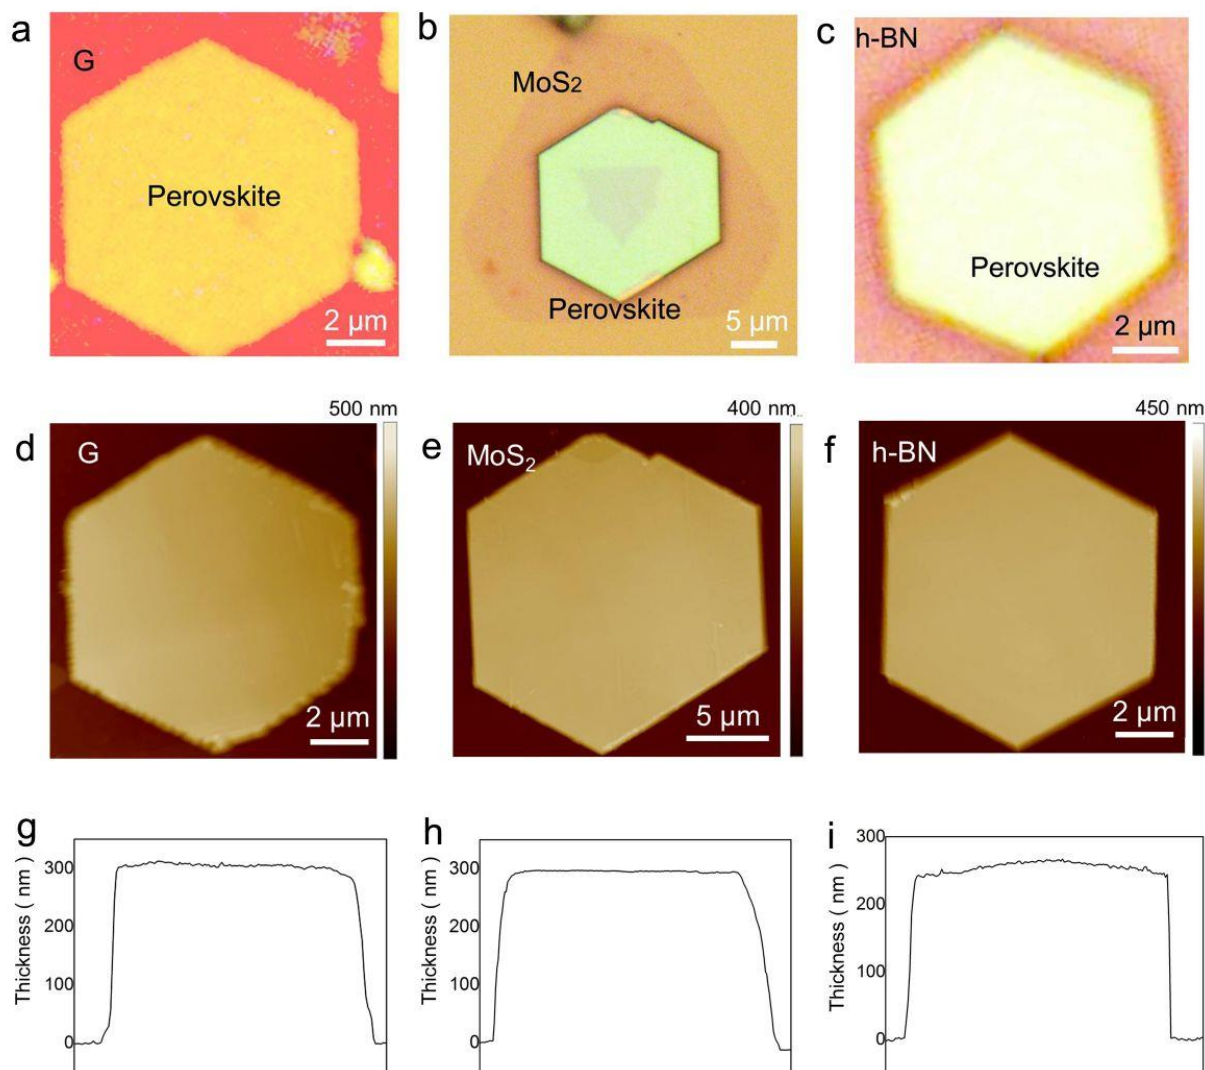 a
G
Perovskite
2 µm
b
MoS2
Perovskite
5 µm
c
h-BN
Perovskite
2 µm
500 nm
d
G
2 µm
400 nm
e
MoS₂
5 µm
450 nm
f
h-BN
2 µm
g
Thickness ( nm )
300
200
100
0
h
Thickness ( nm )
300
200
100
0
i
Thickness ( nm )
300
200
100
0